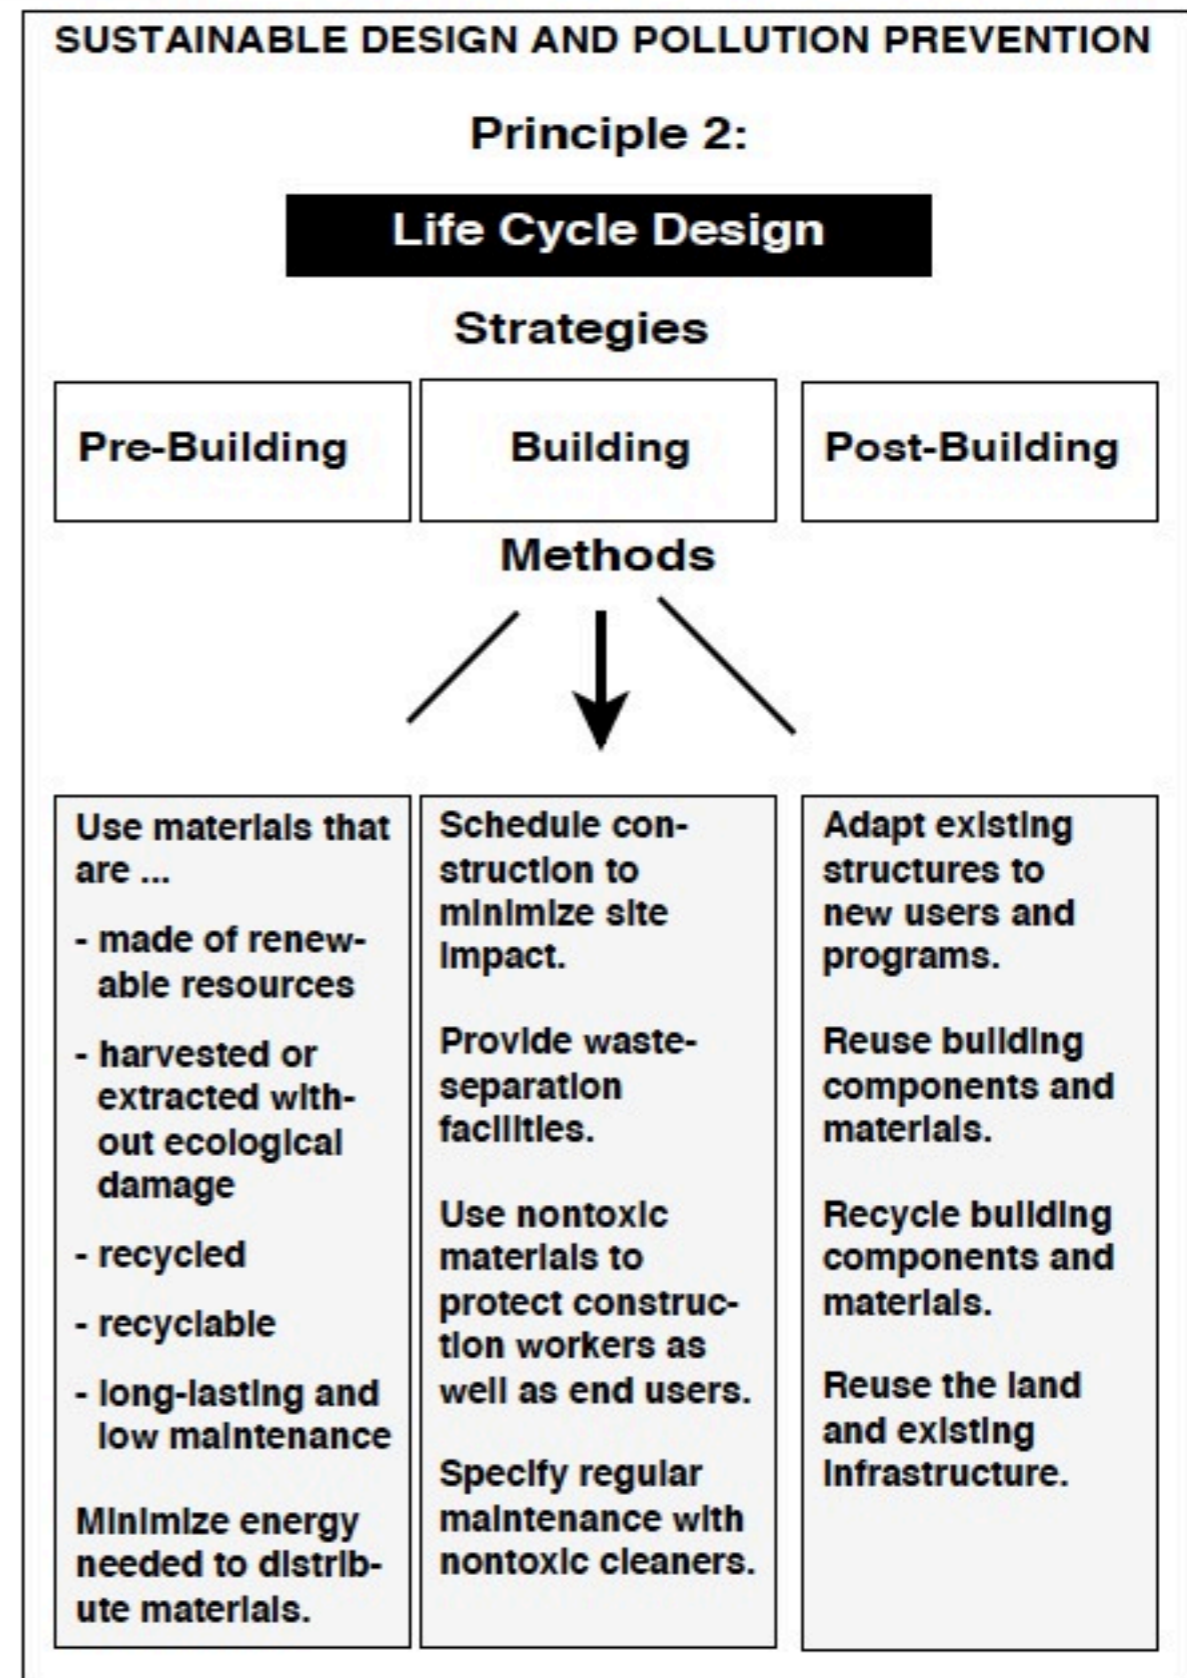 SUSTAINABLE DESIGN AND POLLUTION PREVENTION
Principle 2:
Life Cycle Design
Strategies
Pre-Building
Building
Post-Building
Methods
Use materials that
are ...
- made of renew-
able resources
- harvested or
extracted with-
out ecological
damage
- recycled
- recyclable
- long-lasting and
low maintenance
Minimize energy
needed to distrib-
ute materials.
Schedule con-
struction to
minimize site
impact.
Provide waste-
separation
facilities.
Use nontoxic
materials to
protect construc-
tion workers as
well as end users.
Specify regular
maintenance with
nontoxic cleaners.
Adapt existing
structures to
new users and
programs.
Reuse building
components and
materials.
Recycle building
components and
materials.
Reuse the land
and existing
infrastructure.